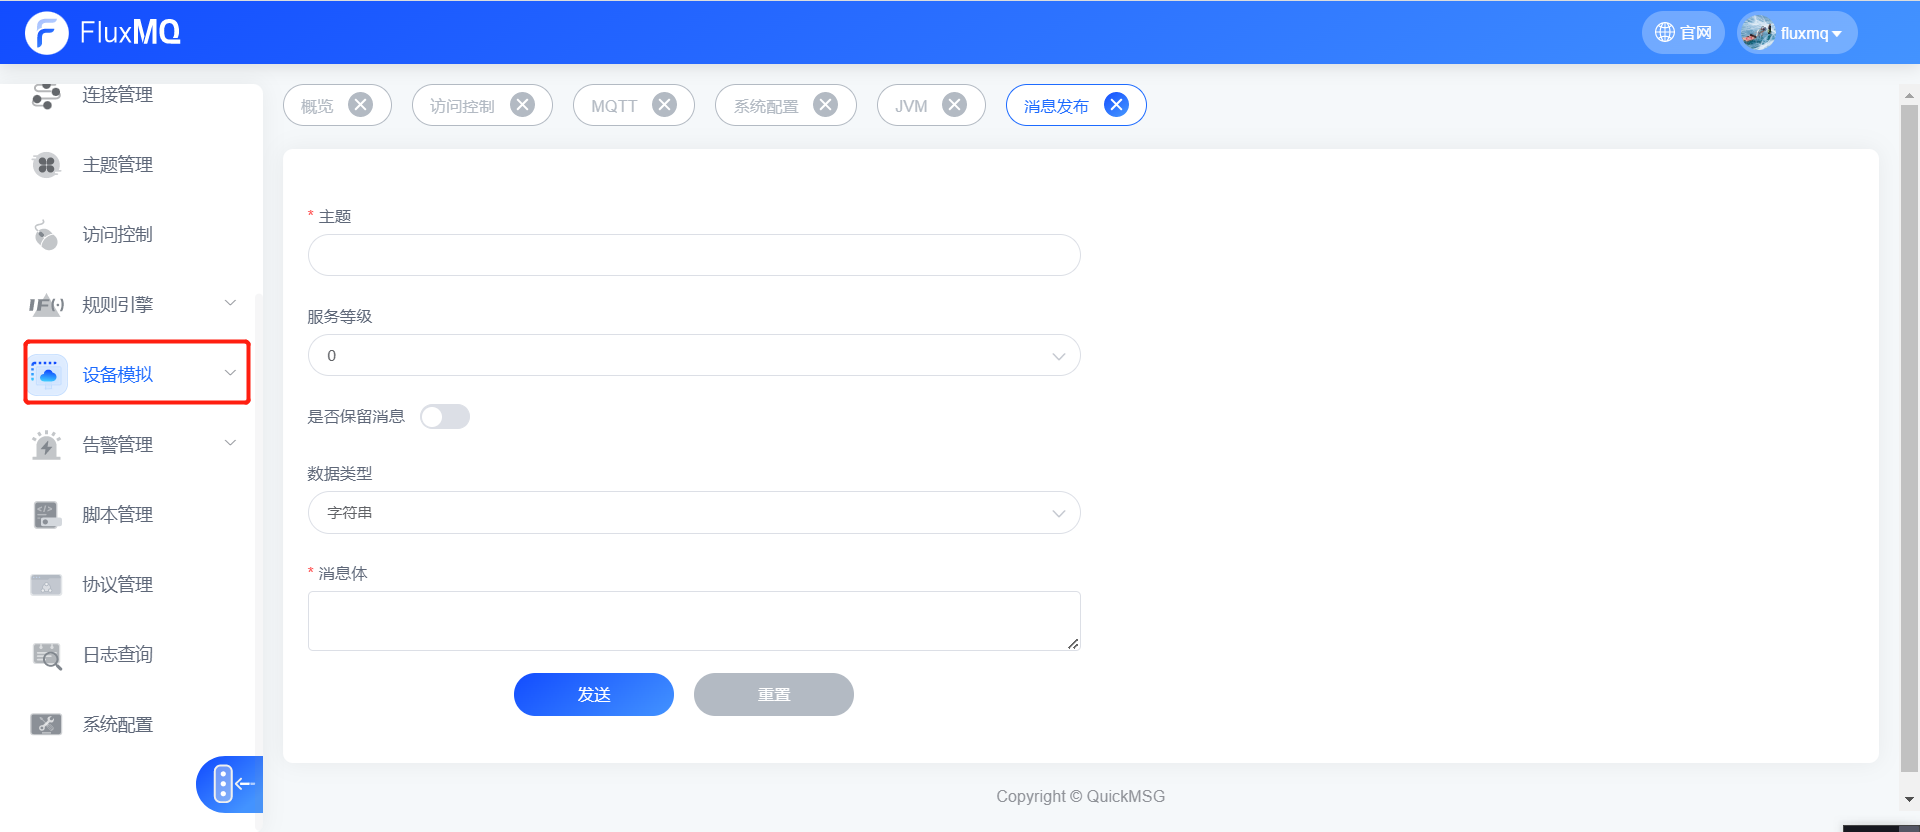 FluxMQ
官网
fluxmq
连接管理
主题管理
访问控制
IF(·) 规则引擎
设备模拟
告警管理
脚本管理
协议管理
日志查询
系统配置
概览
访问控制
MQTT
系统配置
JVM
消息发布
* 主题
服务等级
0
是否保留消息
数据类型
字符串
* 消息体
发送
重置
Copyright © QuickMSG